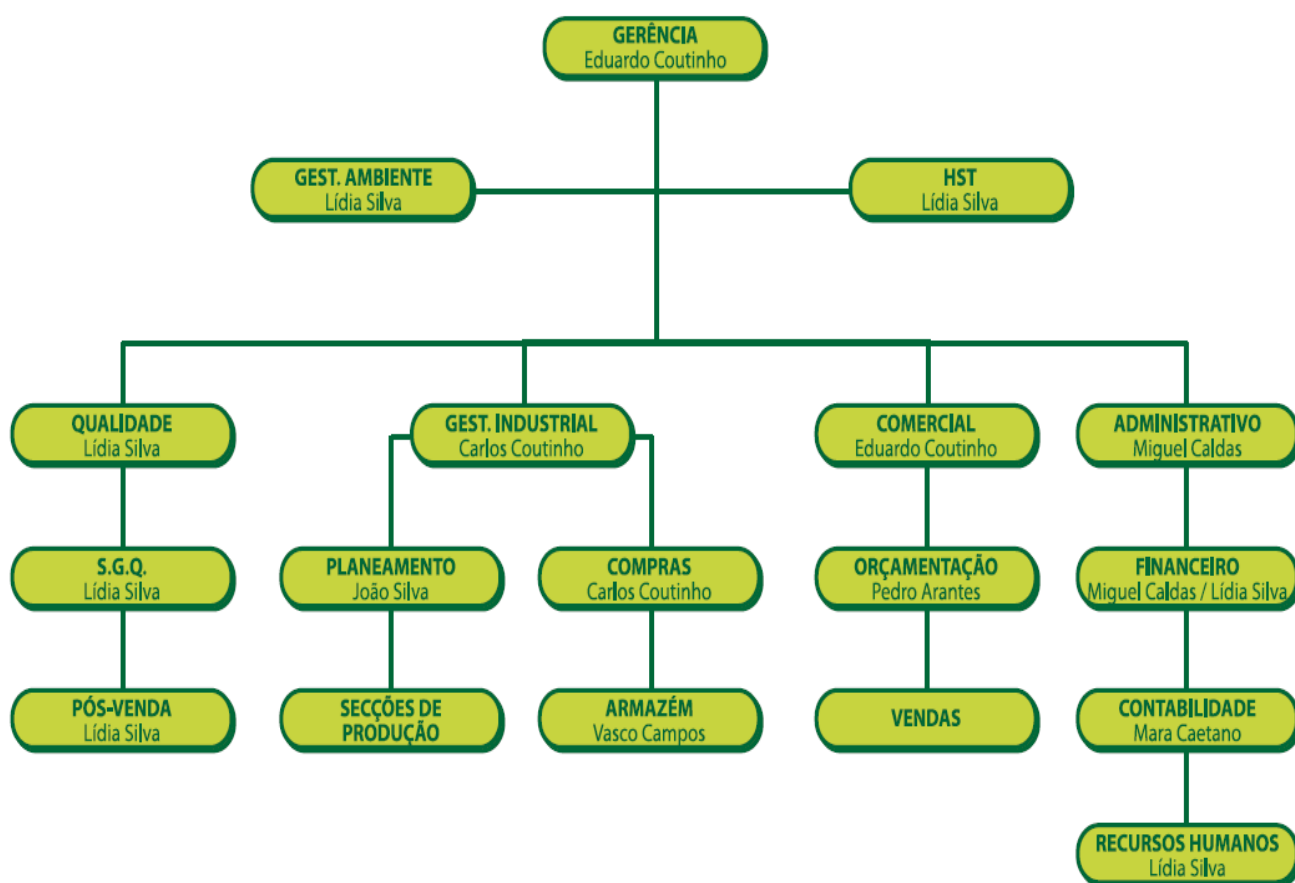 GERÊNCIA
Eduardo Coutinho
GEST. AMBIENTE
Lídia Silva
HST
Lídia Silva
QUALIDADE
Lídia Silva
GEST. INDUSTRIAL
Carlos Coutinho
COMERCIAL
Eduardo Coutinho
ADMINISTRATIVO
Miguel Caldas
S.G.Q.
Lídia Silva
PLANEAMENTO
João Silva
COMPRAS
Carlos Coutinho
ORÇAMENTAÇÃO
Pedro Arantes
FINANCEIRO
Miguel Caldas / Lídia Silva
PÓS-VENDA
Lídia Silva
SECÇÕES DE
PRODUÇÃO
ARMAZÉM
Vasco Campos
VENDAS
CONTABILIDADE
Mara Caetano
RECURSOS HUMANOS
Lídia Silva